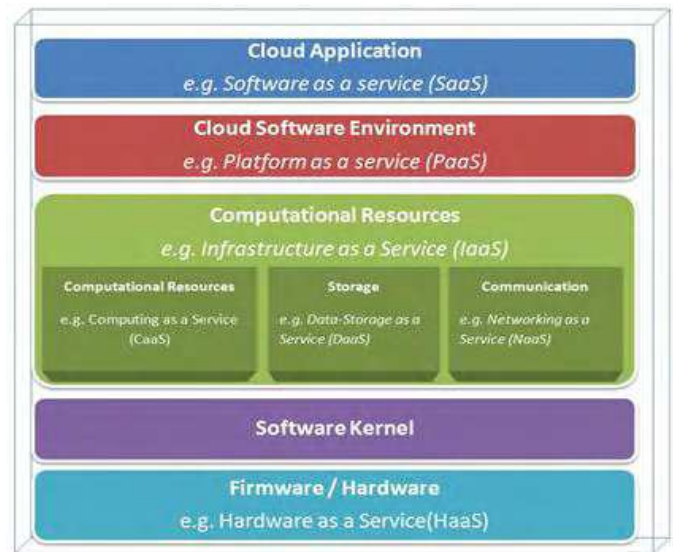 Cloud Application
e.g. Software as a service (SaaS)
Cloud Software Environment
e.g. Platform as a service (PaaS)
Computational Resources
e.g. Infrastructure as a Service (IaaS)
Computational Resources
e.g. Computing as a Service
(CaaS)
Storage
e.g. Data-Storage as a
Service (DaaS)
Communication
e.g. Networking as a
Service (NaaS)
Software Kernel
Firmware / Hardware
e.g. Hardware as a Service(HaaS)